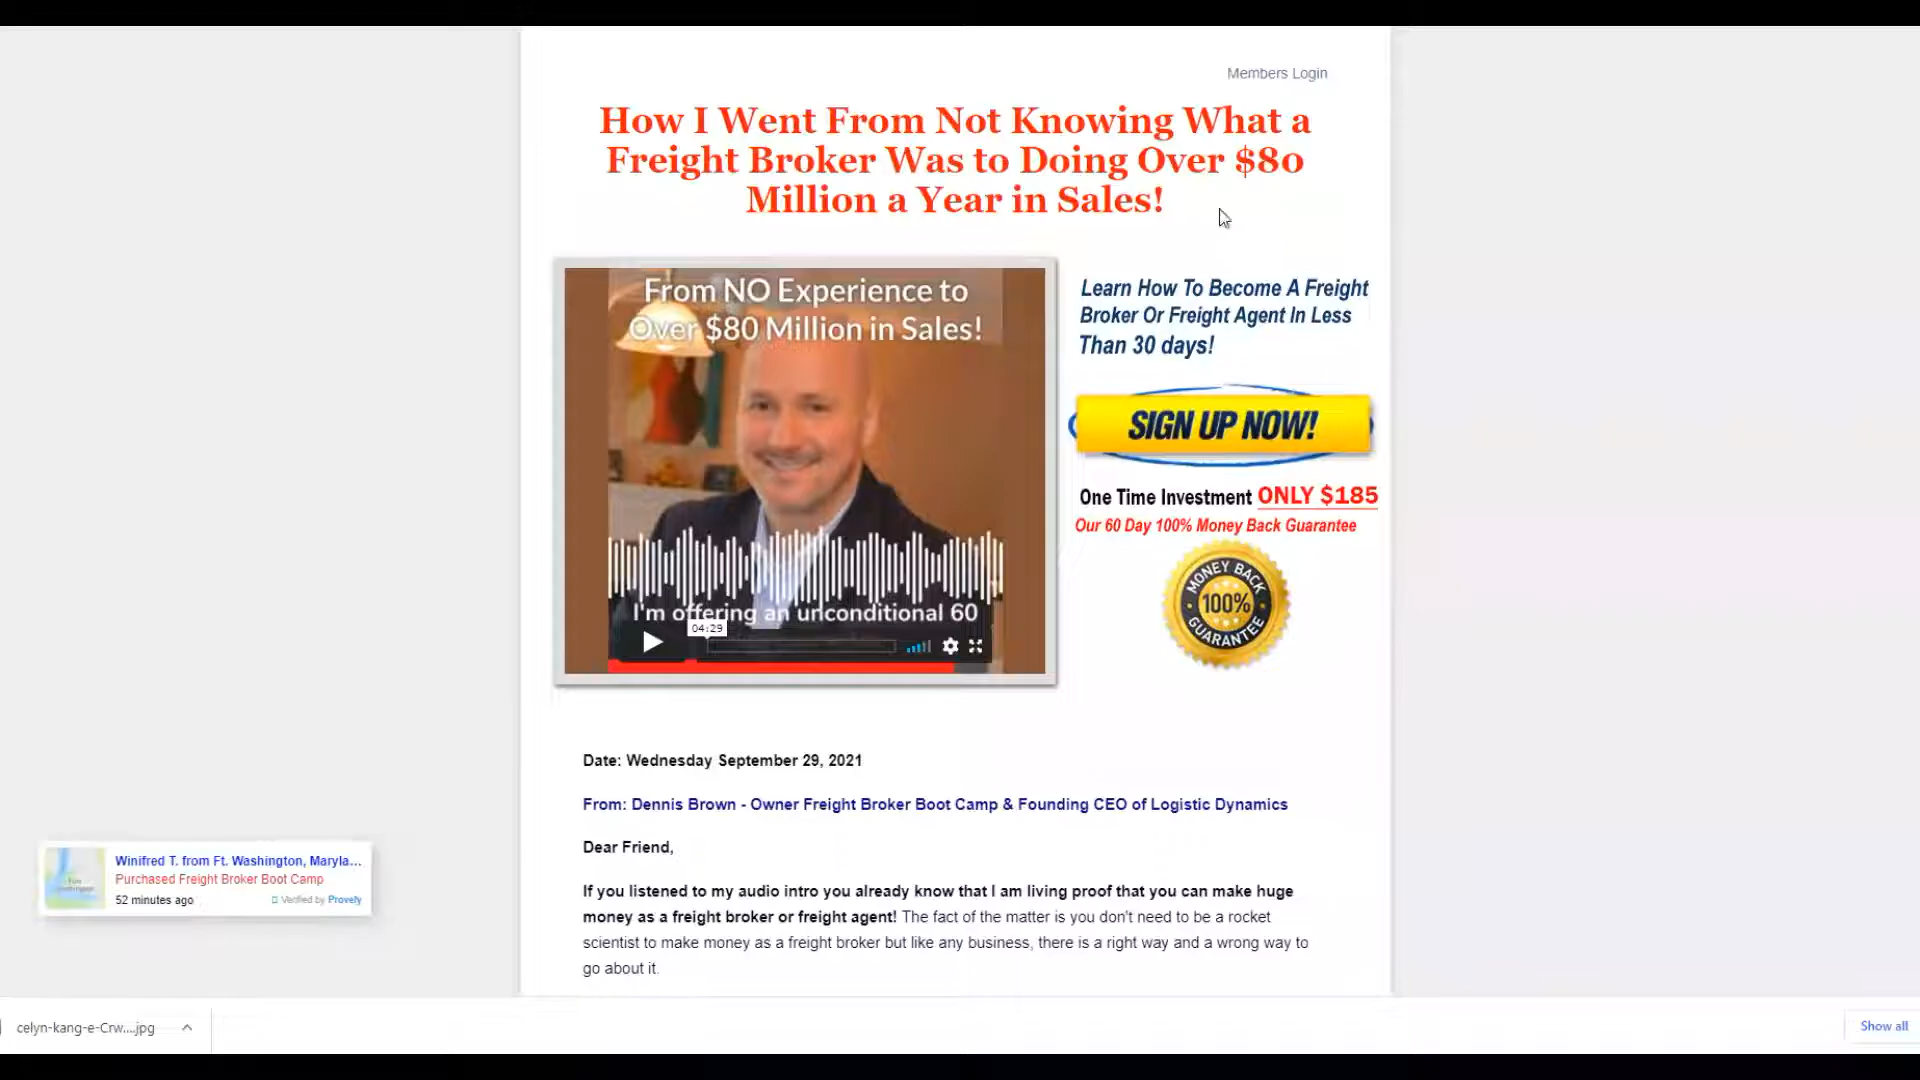 Members Login
How I Went From Not Knowing What a
Freight Broker Was to Doing Over $80
Million a Year in Sales!
From NO Experience to
Over $80 Million in Sales!
I'm offering an unconditional 60
04:29
Learn How To Become A Freight
Broker Or Freight Agent In Less
Than 30 days!
SIGN UP NOW!
One Time Investment ONLY $185
Our 60 Day 100% Money Back Guarantee
MONEY BACK
100%
GUARANTEE
Date: Wednesday September 29, 2021
From: Dennis Brown - Owner Freight Broker Boot Camp & Founding CEO of Logistic Dynamics
Dear Friend,
If you listened to my audio intro you already know that I am living proof that you can make huge
money as a freight broker or freight agent! The fact of the matter is you don't need to be a rocket
scientist to make money as a freight broker but like any business, there is a right way and a wrong way to
go about it.
Winifred T. from Ft. Washington, Maryla...
Purchased Freight Broker Boot Camp
52 minutes ago
Verified by Provely
celyn-kang-e-Crw....jpg
Show all